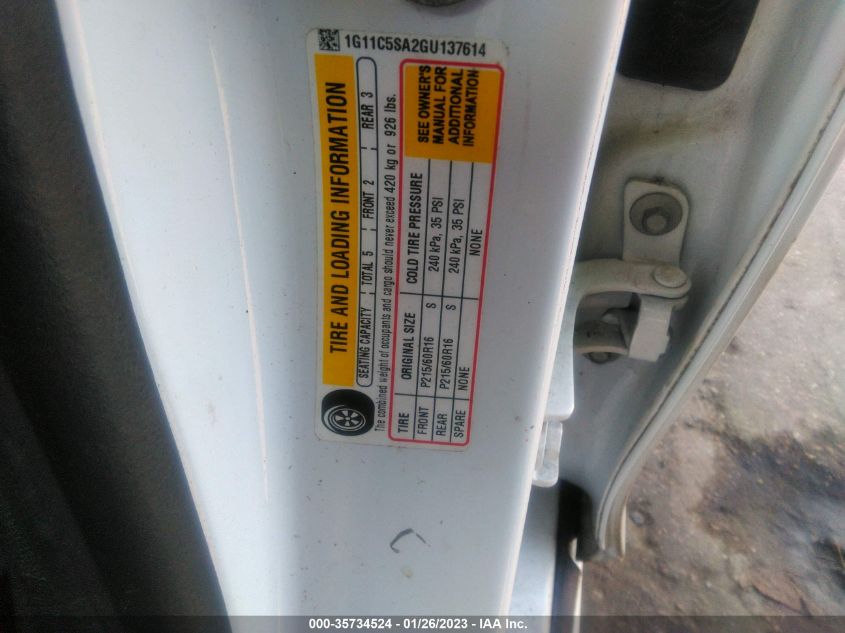 1G11C5SA2GU137614
TIRE AND LOADING INFORMATION
SEATING CAPACITY TOTAL 5 FRONT 2 REAR 3
The combined weight of occupants and cargo should never exceed 420 kg or 926 lbs.
TIRE ORIGINAL SIZE COLD TIRE PRESSURE
FRONT P215/60R16 S 240 kPa, 35 PSI
REAR P215/60R16 S 240 kPa, 35 PSI
SPARE NONE NONE
SEE OWNER'S
MANUAL FOR
ADDITIONAL
INFORMATION
000-35734524 - 01/26/2023 - IAA Inc.